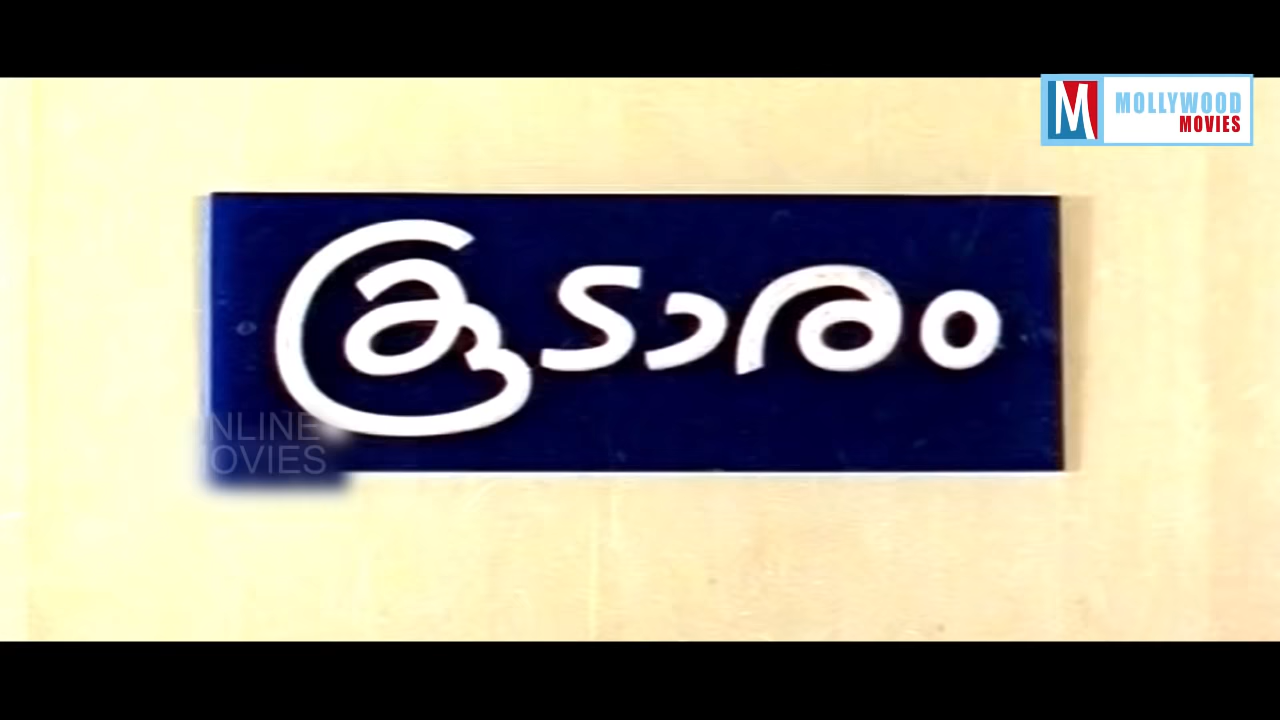 MOLLYWOOD
MOVIES
കൂടാരം
NLINE
OVIES